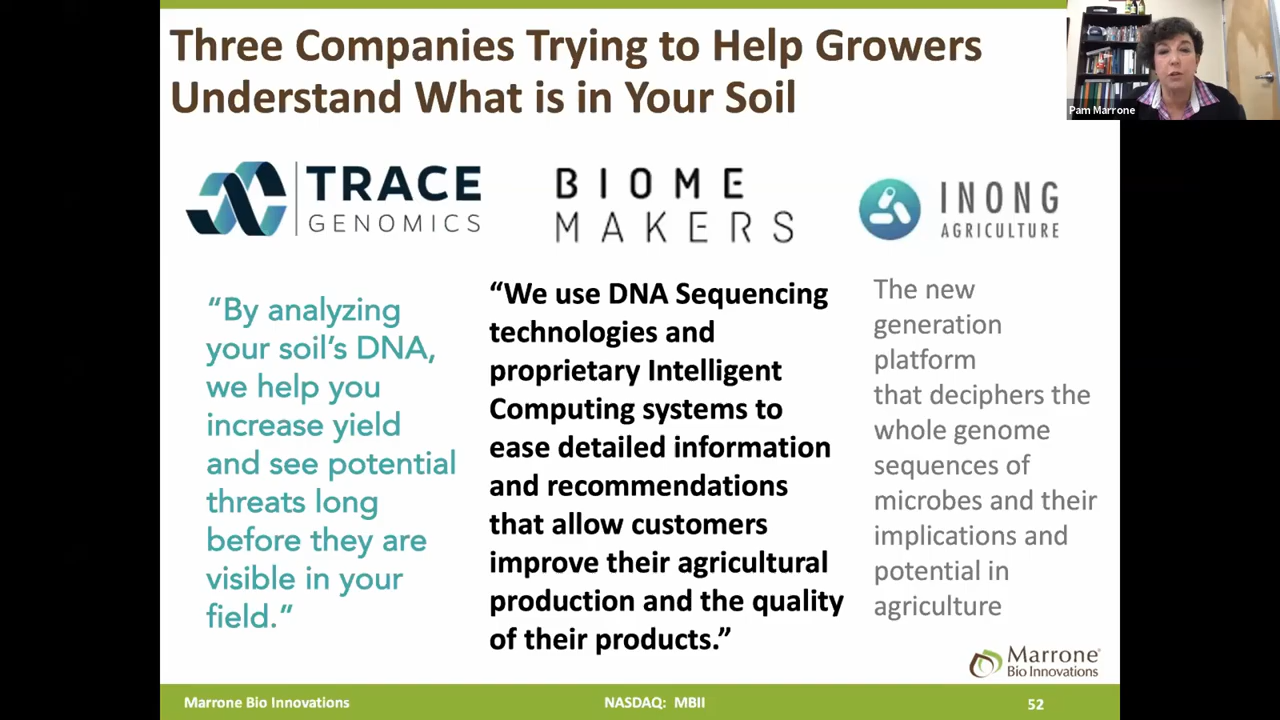 Three Companies Trying to Help Growers
Understand What is in Your Soil
Pam Marrone
TRACE
GENOMICS
BIOME
MAKERS
INONG
AGRICULTURE
“By analyzing
your soil’s DNA,
we help you
increase yield
and see potential
threats long
before they are
visible in your
field.”
“We use DNA Sequencing
technologies and
proprietary Intelligent
Computing systems to
ease detailed information
and recommendations
that allow customers
improve their agricultural
production and the quality
of their products.”
The new
generation
platform
that deciphers the
whole genome
sequences of
microbes and their
implications and
potential in
agriculture
Marrone®
Bio Innovations
Marrone Bio Innovations
NASDAQ: MBII
52